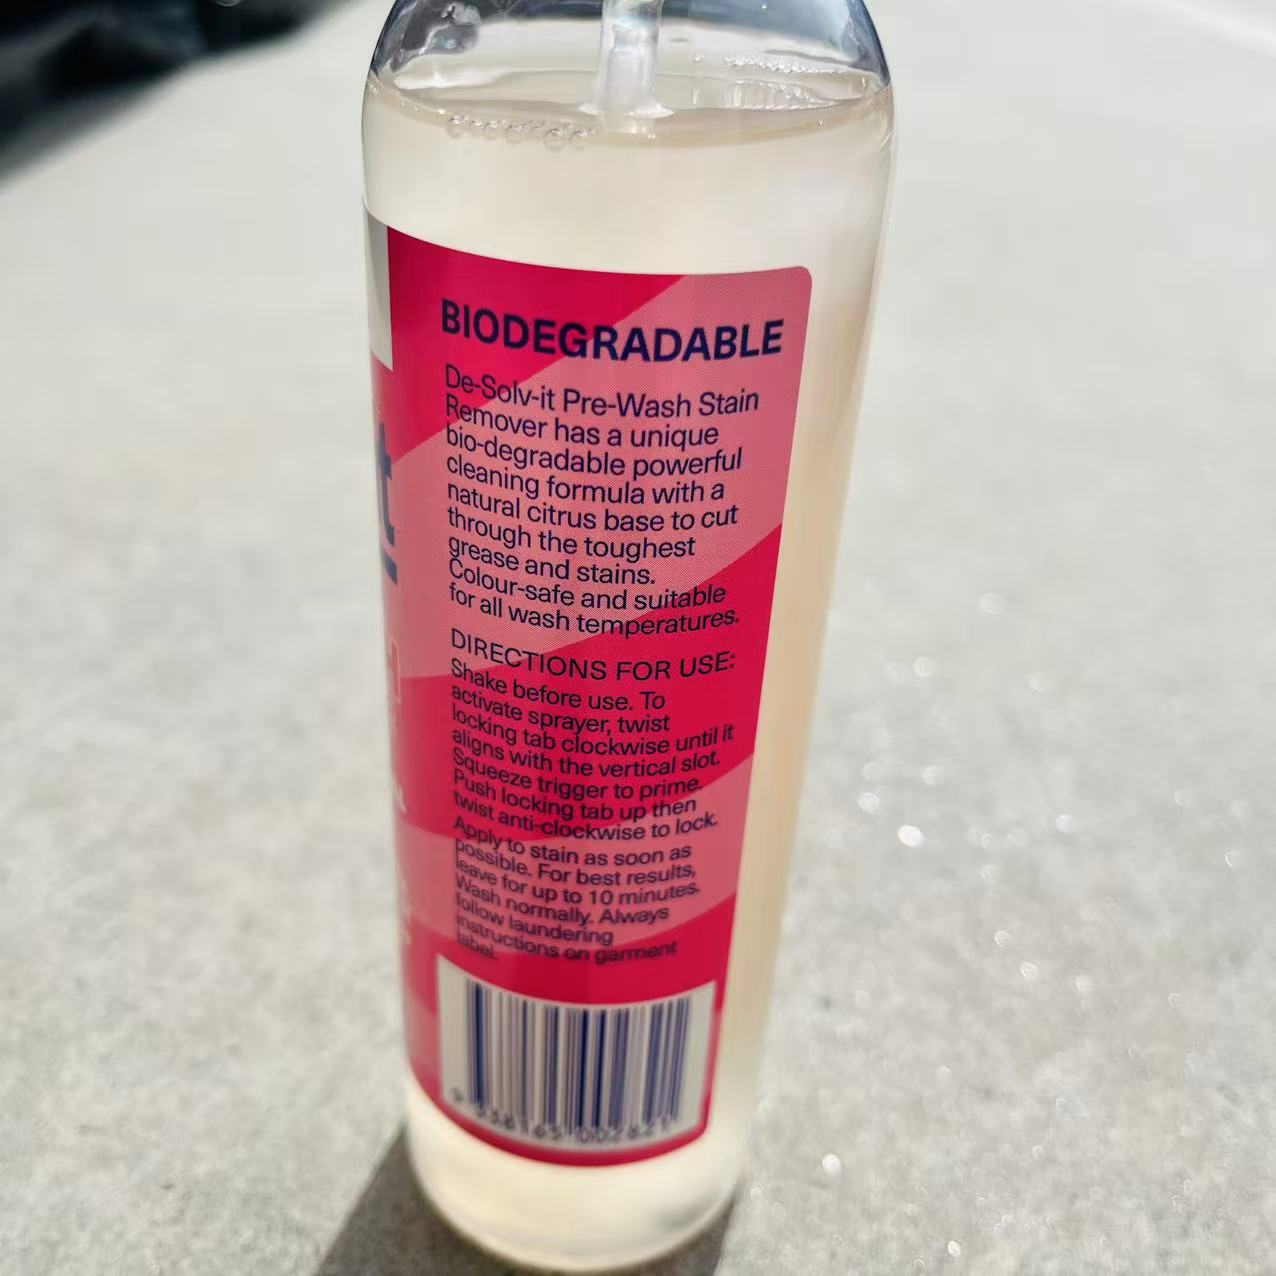 BIODEGRADABLE
De-Solv-it Pre-Wash Stain
Remover has a unique
bio-degradable powerful
cleaning formula with a
natural citrus base to cut
through the toughest
grease and stains.
Colour-safe and suitable
for all wash temperatures.
DIRECTIONS FOR USE:
Shake before use. To
activate sprayer, twist
locking tab clockwise until it
aligns with the vertical slot.
Squeeze trigger to prime.
Push locking tab up then
twist anti-clockwise to lock.
Apply to stain as soon as
possible. For best results,
leave for up to 10 minutes.
Wash normally. Always
follow laundering
instructions on garment
label.